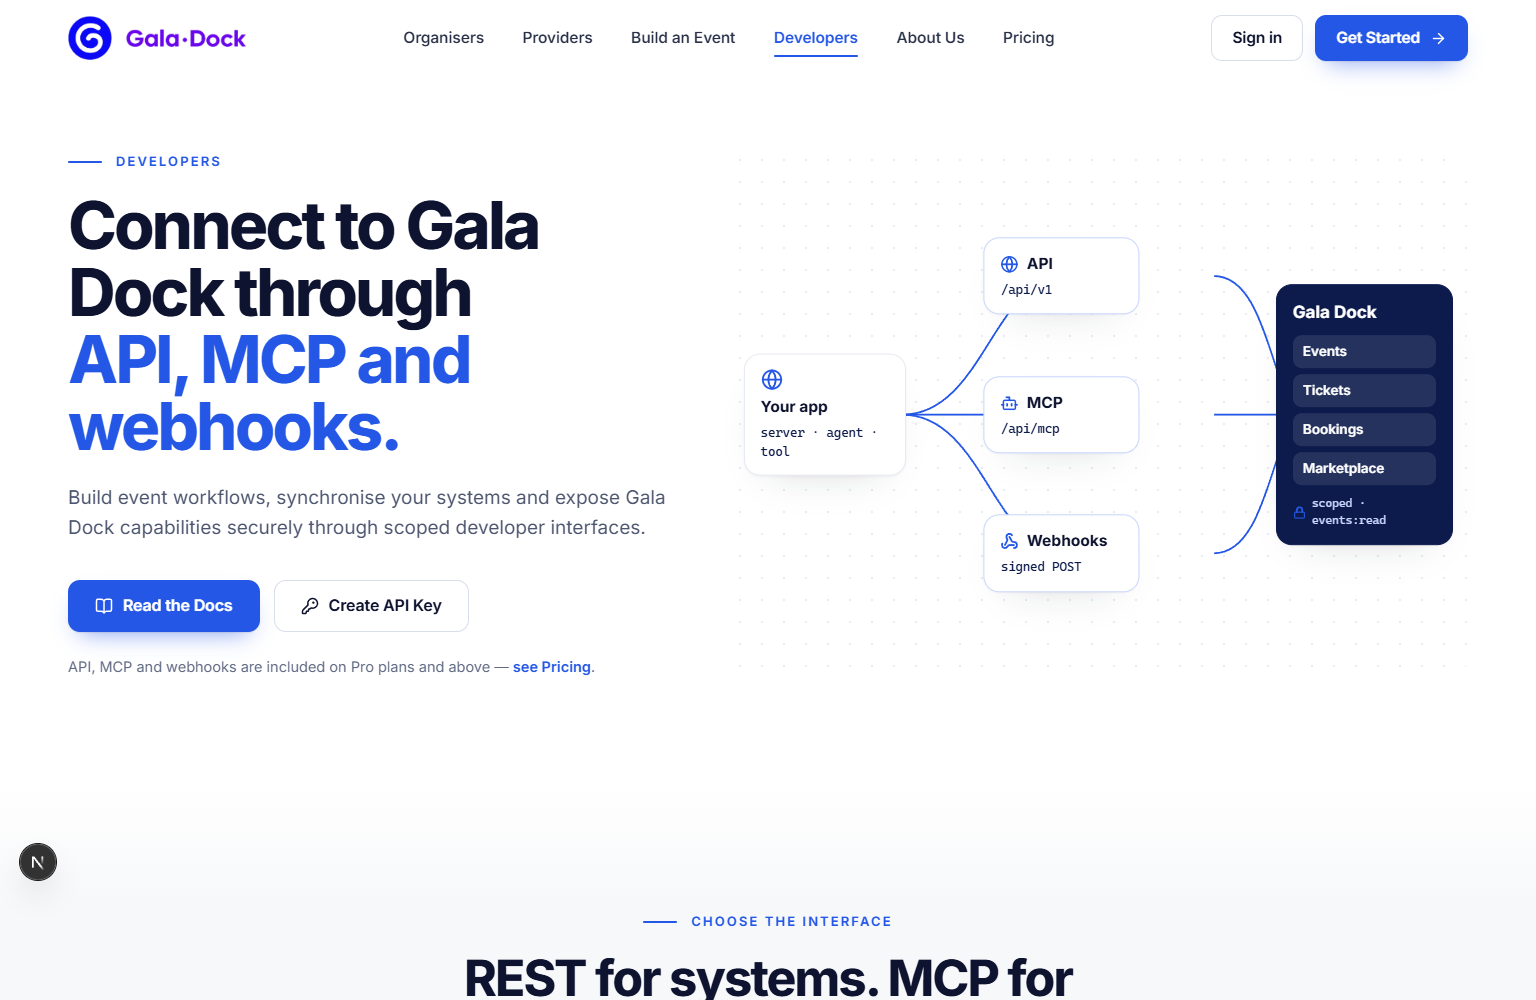 Gala·Dock
Organisers
Providers
Build an Event
Developers
About Us
Pricing
Sign in
Get Started
DEVELOPERS
Connect to Gala
Dock through
API, MCP and
webhooks.
Build event workflows, synchronise your systems and expose Gala
Dock capabilities securely through scoped developer interfaces.
Read the Docs
Create API Key
API, MCP and webhooks are included on Pro plans and above — see Pricing.
Your app
server · agent ·
tool
API
/api/v1
MCP
/api/mcp
Webhooks
signed POST
Gala Dock
Events
Tickets
Bookings
Marketplace
scoped ·
events:read
N
CHOOSE THE INTERFACE
REST for systems. MCP for